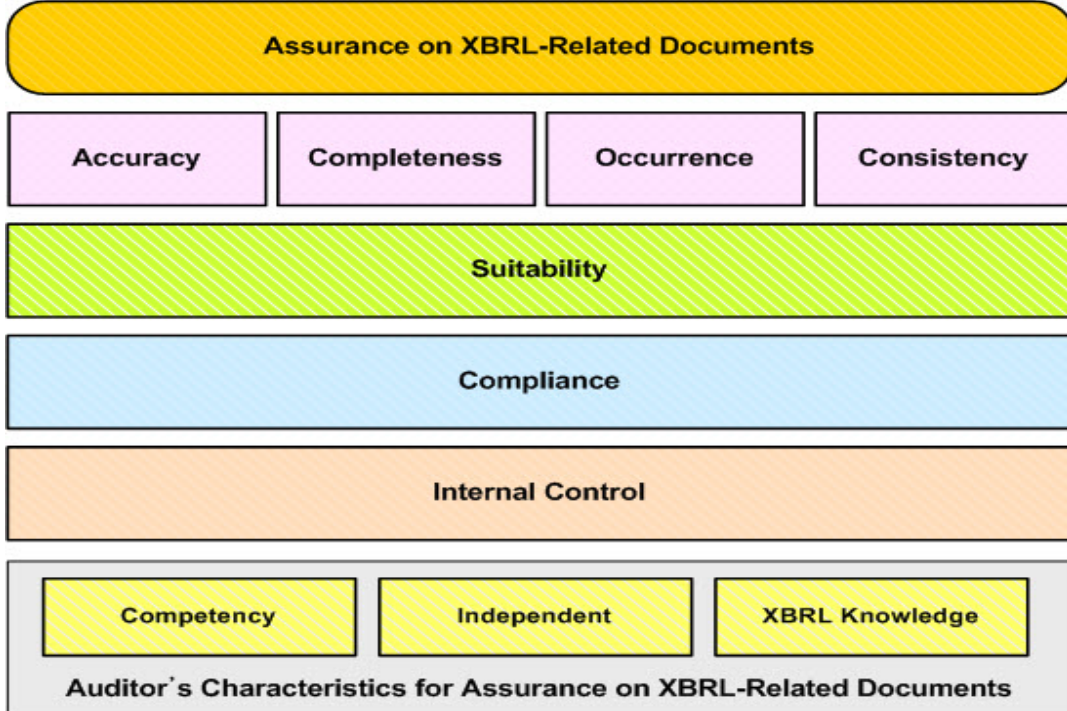 Assurance on XBRL-Related Documents
Accuracy
Completeness
Occurrence
Consistency
Suitability
Compliance
Internal Control
Competency
Independent
XBRL Knowledge
Auditor's Characteristics for Assurance on XBRL-Related Documents